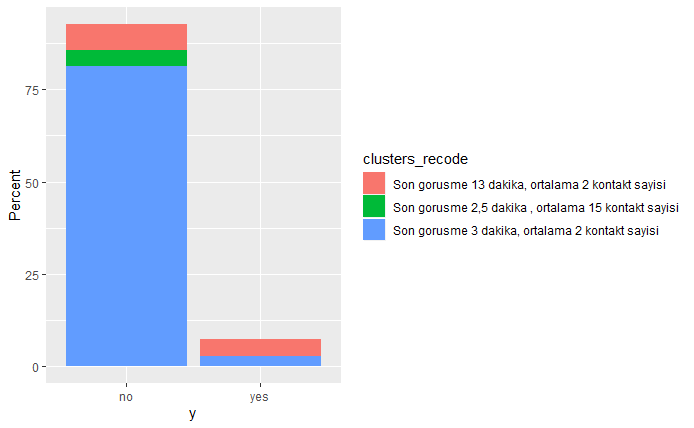 Percent
75
50
25
0
no
yes
y
clusters_recode
Son gorusme 13 dakika, ortalama 2 kontakt sayisi
Son gorusme 2,5 dakika , ortalama 15 kontakt sayisi
Son gorusme 3 dakika, ortalama 2 kontakt sayisi